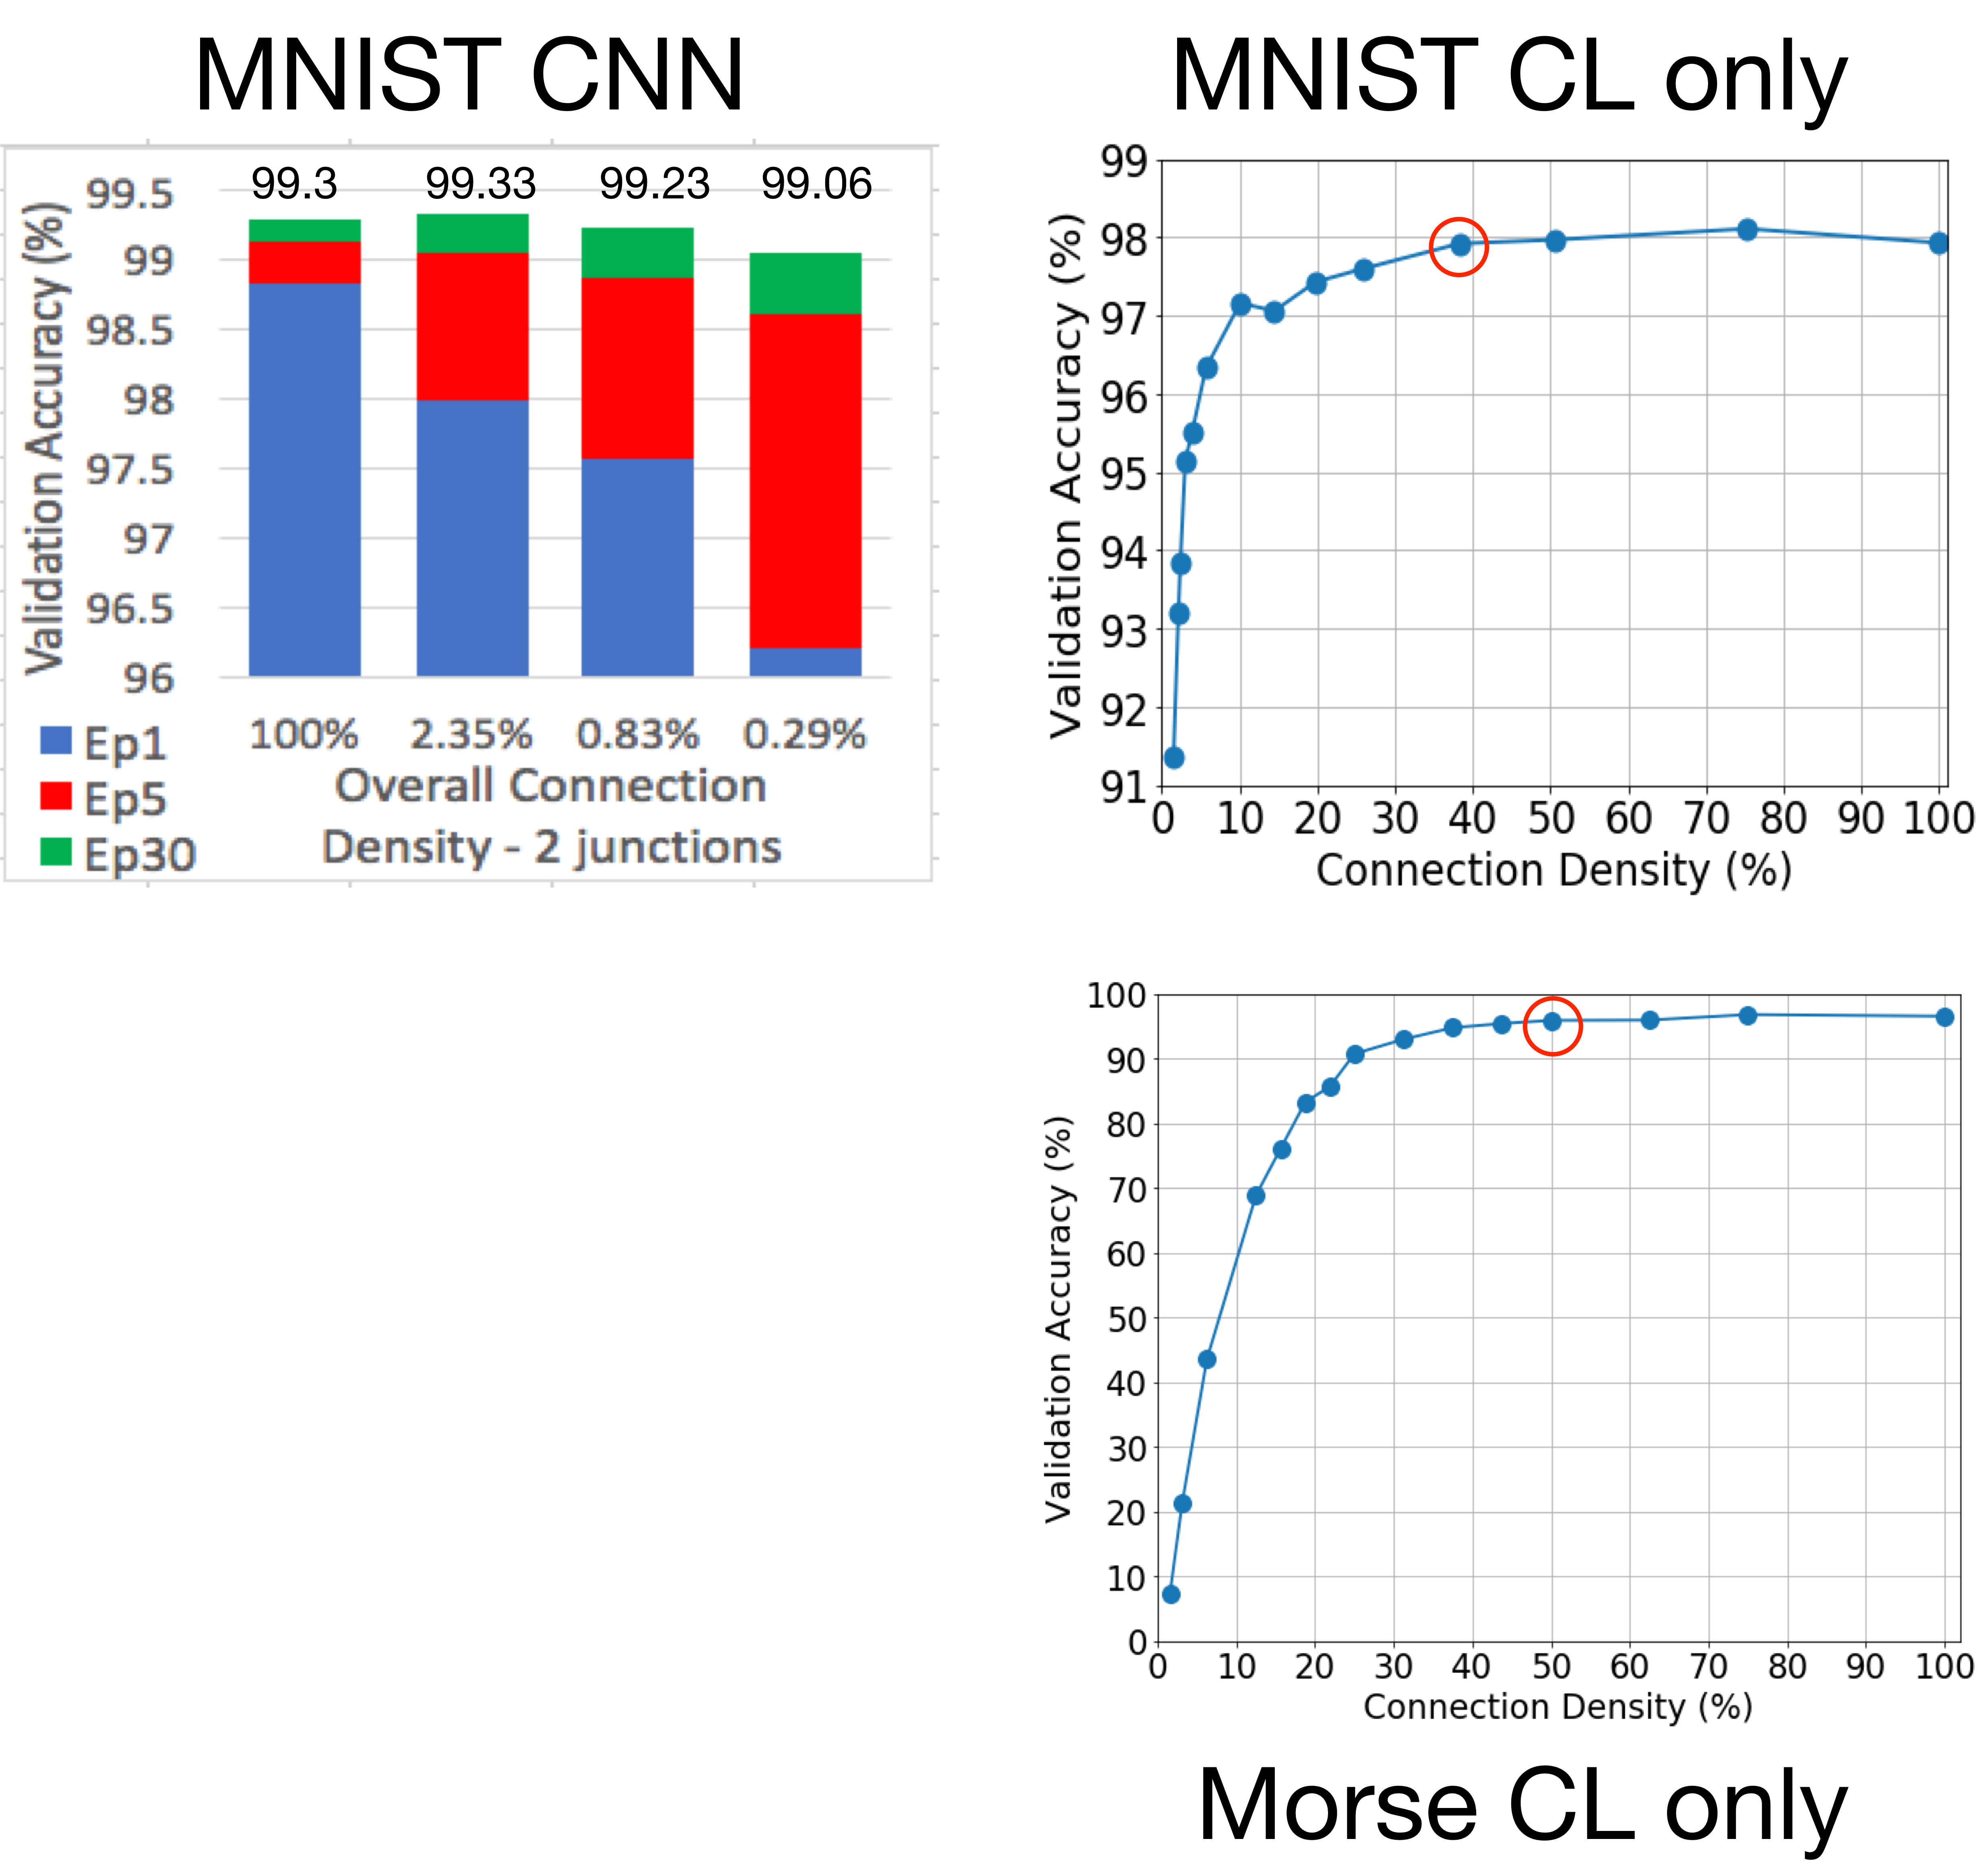 MNIST CNN
99.3 99.33 99.23 99.06
Validation Accuracy (%)
99.5
99
98.5
98
97.5
97
96.5
96
100% 2.35% 0.83% 0.29%
Overall Connection
Density - 2 junctions
Ep1
Ep5
Ep30
MNIST CL only
Validation Accuracy (%)
99
98
97
96
95
94
93
92
91
0 10 20 30 40 50 60 70 80 90 100
Connection Density (%)
Validation Accuracy (%)
100
90
80
70
60
50
40
30
20
10
0
0 10 20 30 40 50 60 70 80 90 100
Connection Density (%)
Morse CL only